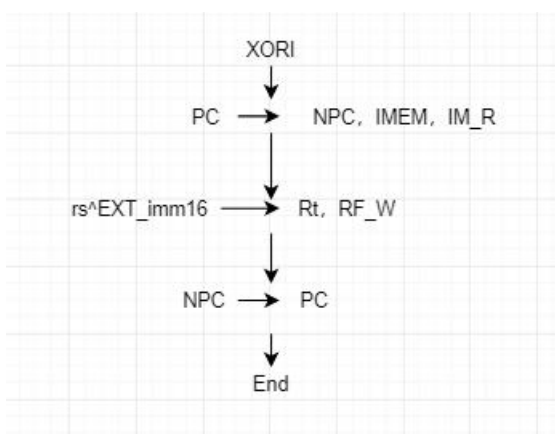 XORI
PC NPC, IMEM, IM_R
rs^EXT_imm16 Rt, RF_W
NPC PC
End